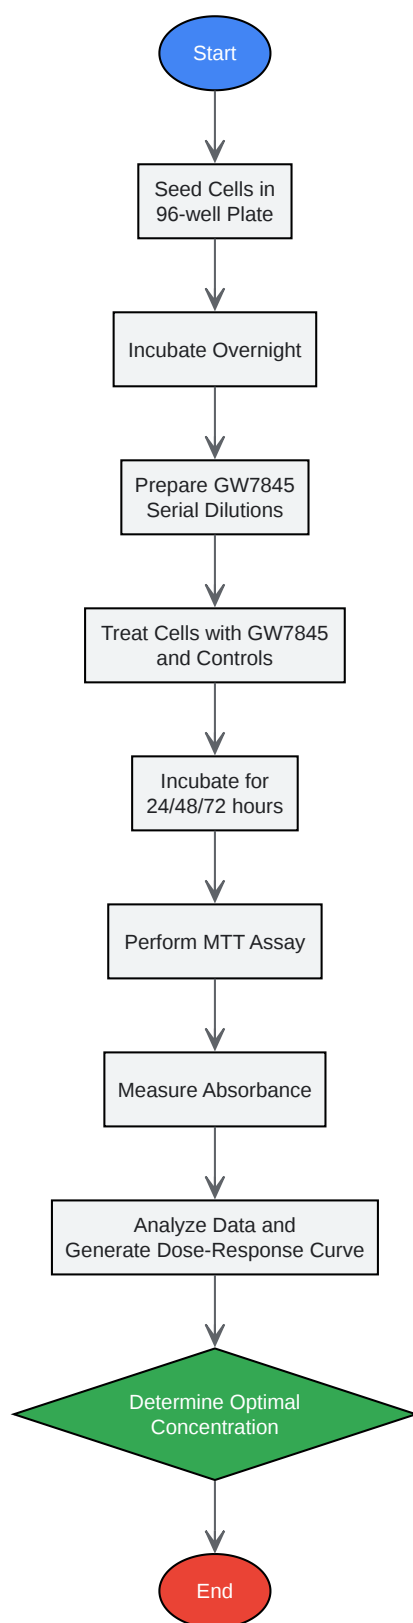 Start
Seed Cells in
96-well Plate
Incubate Overnight
Prepare GW7845
Serial Dilutions
Treat Cells with GW7845
and Controls
Incubate for
24/48/72 hours
Perform MTT Assay
Measure Absorbance
Analyze Data and
Generate Dose-Response Curve
Determine Optimal
Concentration
End